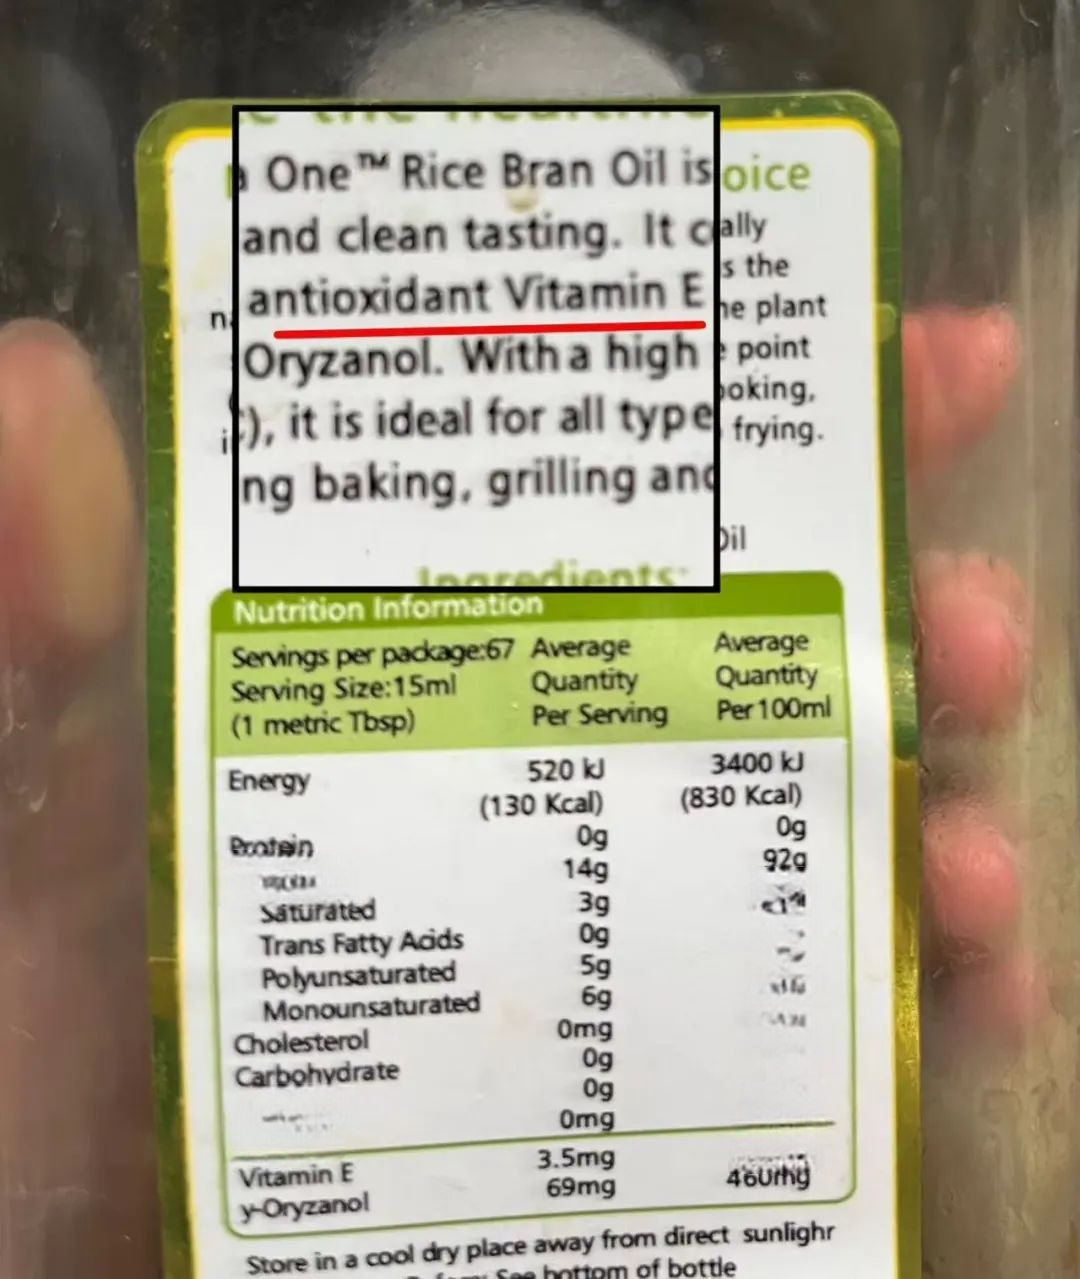 oice
a One™ Rice Bran Oil is
and clean tasting. It c ally
s the
antioxidant Vitamin E he plant
Oryzanol. With a high e point
ooking,
C), it is ideal for all type frying.
ng baking, grilling and
Oil
Ingredients:
Nutrition Information
Servings per package:67 Average Average
Serving Size:15ml Quantity Quantity
(1 metric Tbsp) Per Serving Per 100ml
Energy 520 kJ 3400 kJ
(130 Kcal) (830 Kcal)
Protein 0g 0g
14g 92g
Saturated 3g
Trans Fatty Acids 0g
Polyunsaturated 5g
Monounsaturated 6g
Cholesterol 0mg
Carbohydrate 0g
0g
0mg
Vitamin E 3.5mg
y-Oryzanol 69mg 460mg
Store in a cool dry place away from direct sunlighr
See bottom of bottle